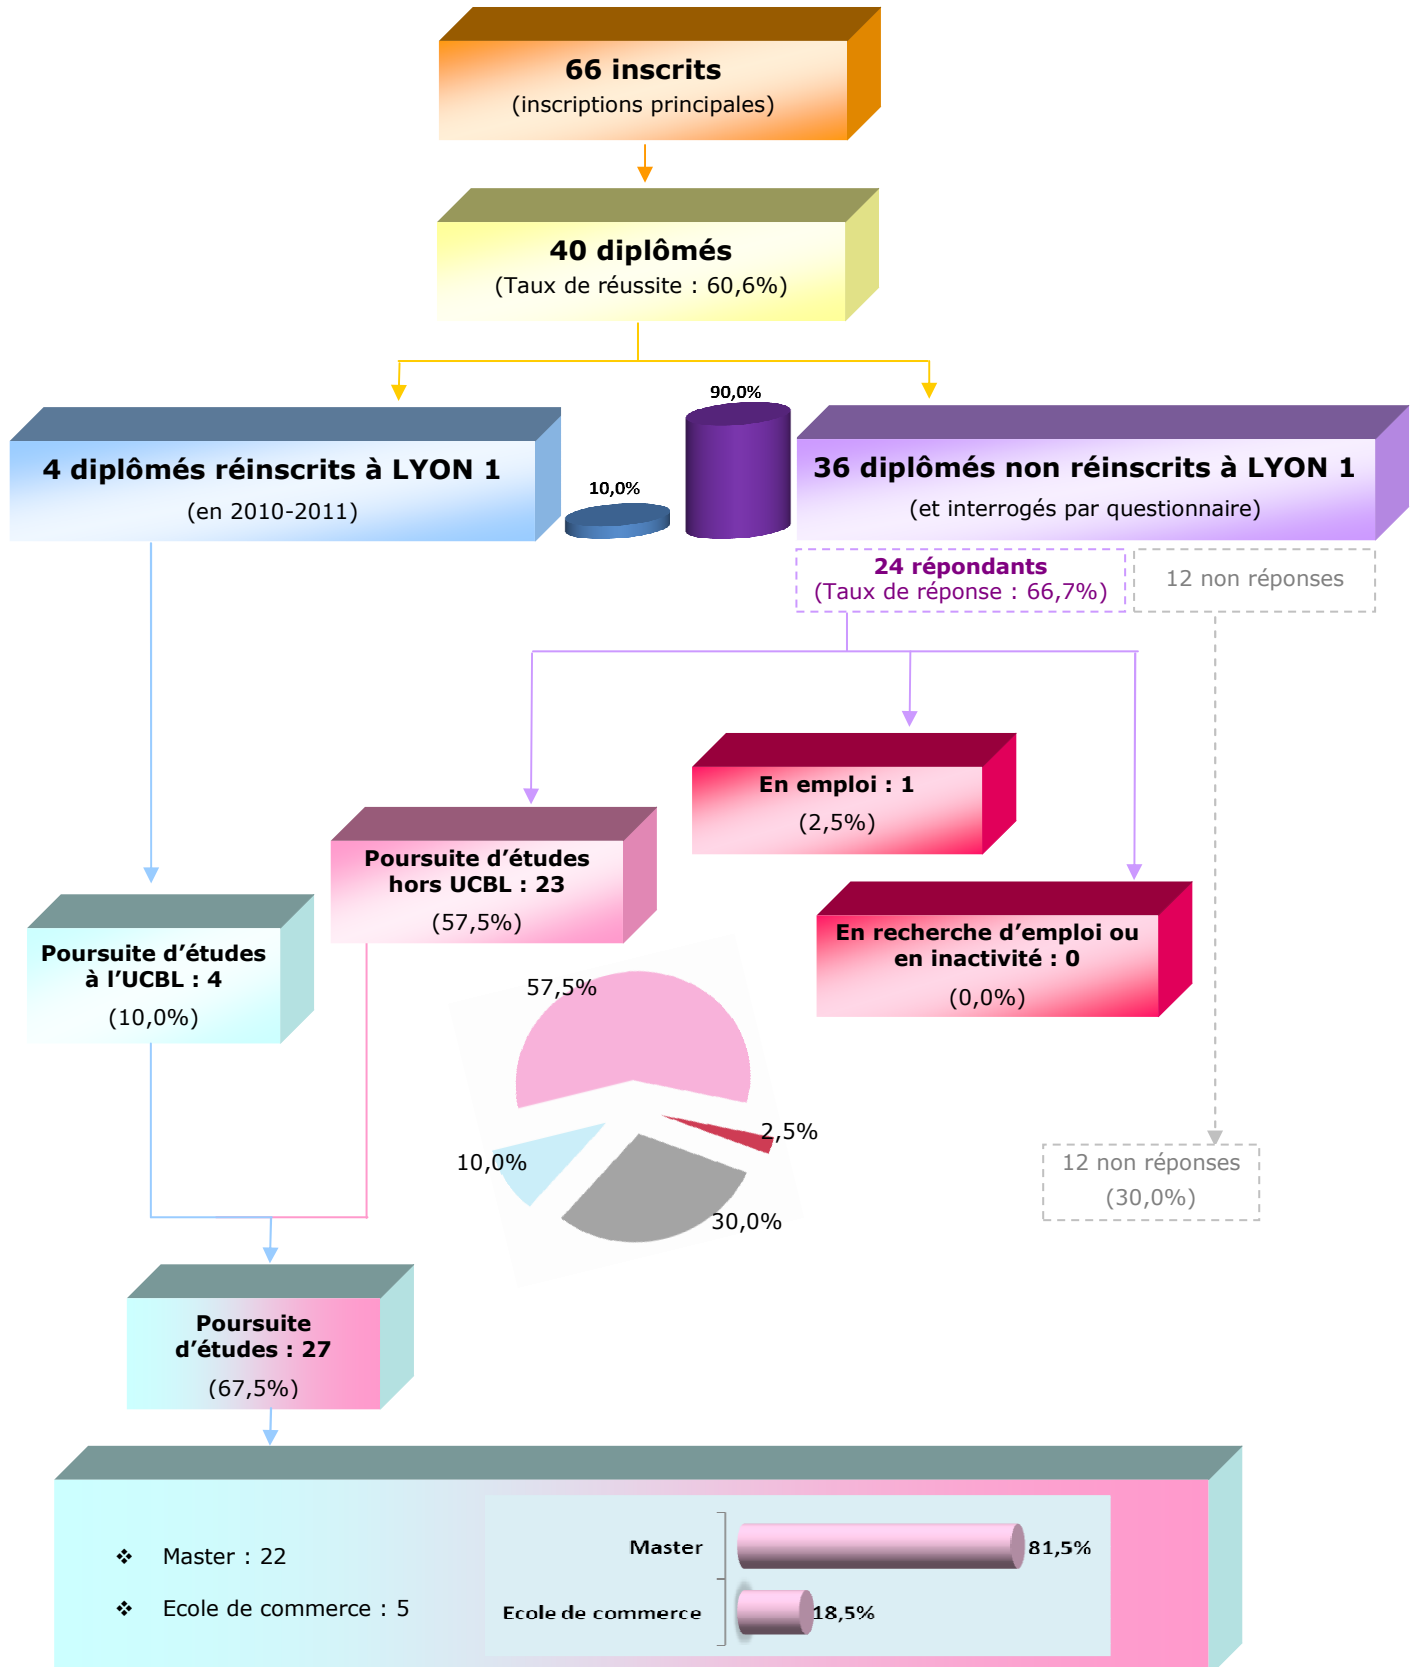 66 inscrits
(inscriptions principales)
40 diplômés
(Taux de réussite : 60,6%)
90,0%
10,0%
4 diplômés réinscrits à LYON 1
(en 2010-2011)
36 diplômés non réinscrits à LYON 1
(et interrogés par questionnaire)
24 répondants
(Taux de réponse : 66,7%)
12 non réponses
En emploi : 1
(2,5%)
Poursuite d’études
hors UCBL : 23
(57,5%)
En recherche d’emploi ou
en inactivité : 0
(0,0%)
Poursuite d’études
à l’UCBL : 4
(10,0%)
57,5%
2,5%
10,0%
30,0%
12 non réponses
(30,0%)
Poursuite
d’études : 27
(67,5%)
❖ Master : 22
❖ Ecole de commerce : 5
Master 81,5%
Ecole de commerce 18,5%